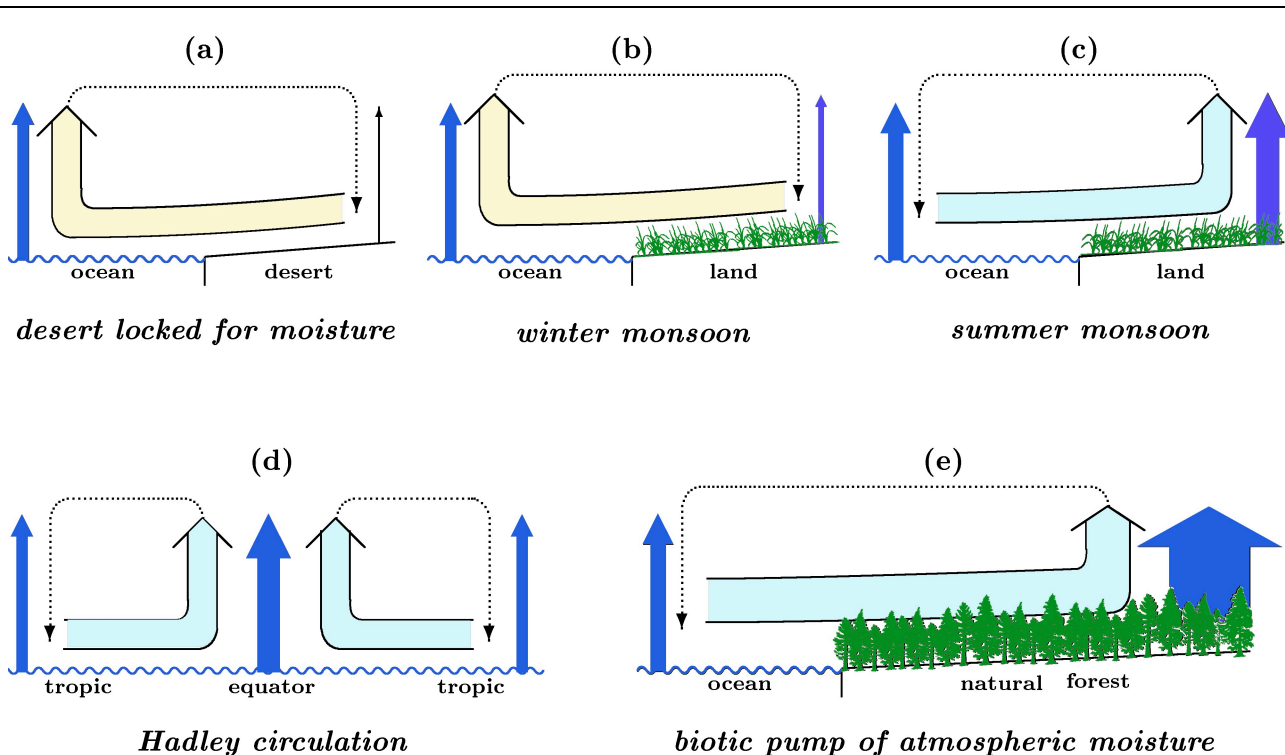 (a)
(b)
(c)
ocean
desert
ocean
land
ocean
land
desert locked for moisture
winter monsoon
summer monsoon
(d)
(e)
tropic
equator
tropic
ocean
natural forest
Hadley circulation
biotic pump of atmospheric moisture